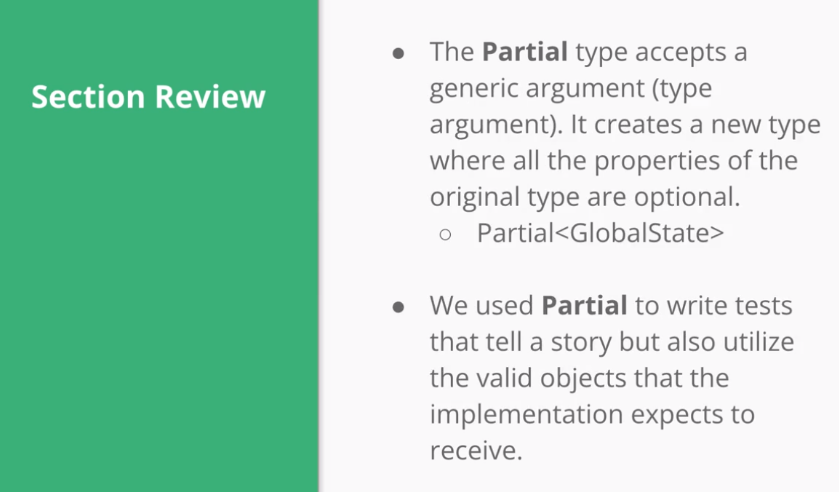 Section Review
● The Partial type accepts a
generic argument (type
argument). It creates a new type
where all the properties of the
original type are optional.
○ Partial<GlobalState>
● We used Partial to write tests
that tell a story but also utilize
the valid objects that the
implementation expects to
receive.